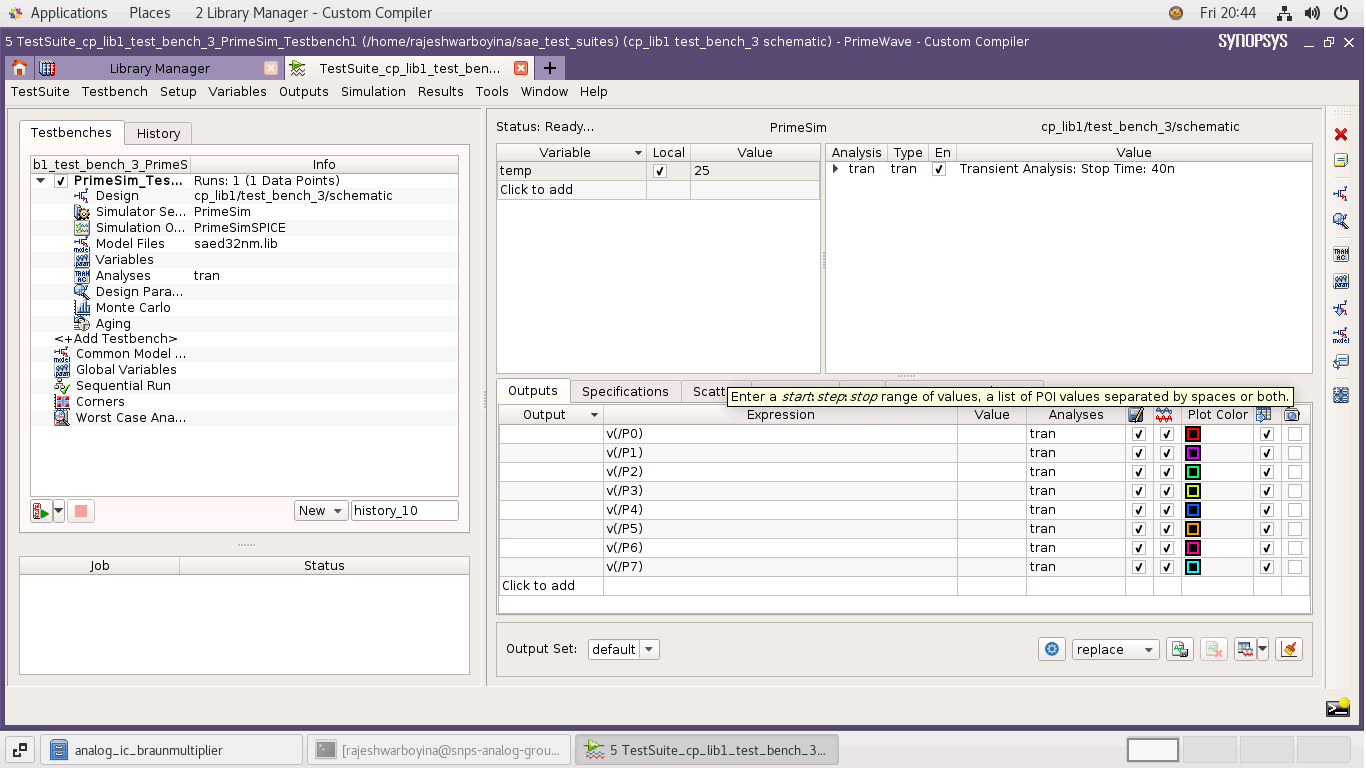 Applications Places 2 Library Manager - Custom Compiler Fri 20:44
5 TestSuite_cp_lib1_test_bench_3_PrimeSim_Testbench1 (/home/rajeshwarboyina/sae_test_suites) (cp_lib1 test_bench_3 schematic) - PrimeWave - Custom Compiler SYNOPSYS
Library Manager TestSuite_cp_lib1_test_ben...
TestSuite Testbench Setup Variables Outputs Simulation Results Tools Window Help
Testbenches History
b1_test_bench_3_PrimeS Info
PrimeSim_Tes... Runs: 1 (1 Data Points)
Design cp_lib1/test_bench_3/schematic
Simulator Se... PrimeSim
Simulation O... PrimeSimSPICE
Model Files saed32nm.lib
Variables
Analyses tran
Design Para...
Monte Carlo
Aging
<+Add Testbench>
Common Model ...
Global Variables
Sequential Run
Corners
Worst Case Ana...
New history_10
Job Status
Status: Ready... PrimeSim cp_lib1/test_bench_3/schematic
Variable Local Value
temp 25
Click to add
Analysis Type En Value
tran tran Transient Analysis: Stop Time: 40n
Outputs Specifications
Enter a start:step:stop range of values, a list of POI values separated by spaces or both.
Output Expression Value Analyses Plot Color
v(/P0) tran
v(/P1) tran
v(/P2) tran
v(/P3) tran
v(/P4) tran
v(/P5) tran
v(/P6) tran
v(/P7) tran
Click to add
Output Set: default replace
analog_ic_braunmultiplier [rajeshwarboyina@snps-analog-grou... 5 TestSuite_cp_lib1_test_bench_3...